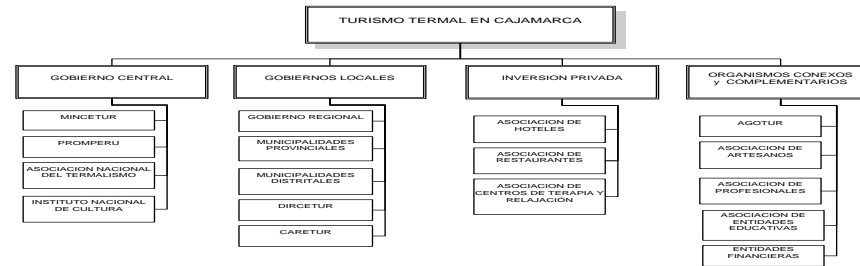 TURISMO TERMAL EN CAJAMARCA
GOBIERNO CENTRAL
MINCETUR
PROMPERU
ASOCIACION NACIONAL
DEL TERMALISMO
INSTITUTO NACIONAL
DE CULTURA
GOBIERNOS LOCALES
GOBIERNO REGIONAL
MUNICIPALIDADES
PROVINCIALES
MUNICIPALIDADES
DISTRITALES
DIRCETUR
CARETUR
INVERSION PRIVADA
ASOCIACION DE
HOTELES
ASOCIACION DE
RESTAURANTES
ASOCIACION DE
CENTROS DE TERAPIA Y
RELAJACIÓN
ORGANISMOS CONEXOS
y COMPLEMENTARIOS
AGOTUR
ASOCIACION DE
ARTESANOS
ASOCIACION DE
PROFESIONALES
ASOCIACION DE
ENTIDADES
EDUCATIVAS
ENTIDADES
FINANCIERAS